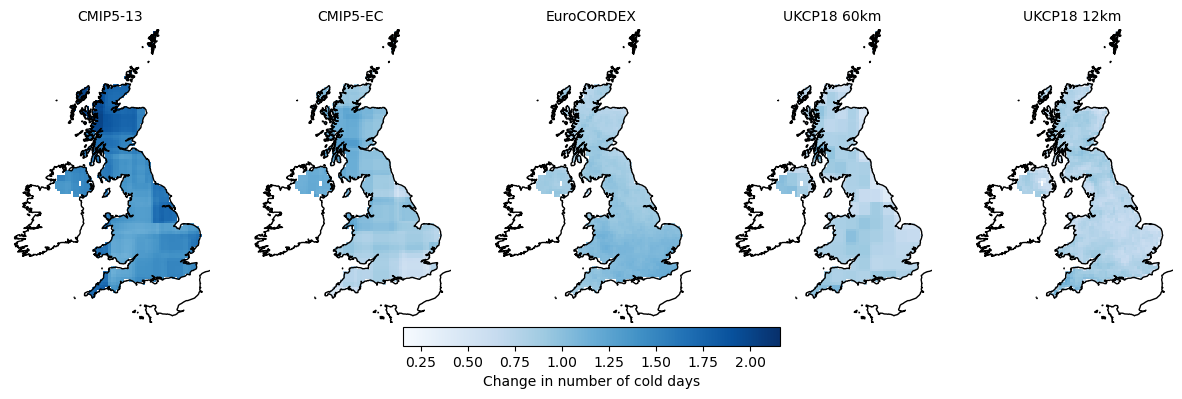 CMIP5-13 CMIP5-EC EuroCORDEX UKCP18 60km UKCP18 12km
0.25 0.50 0.75 1.00 1.25 1.50 1.75 2.00
Change in number of cold days